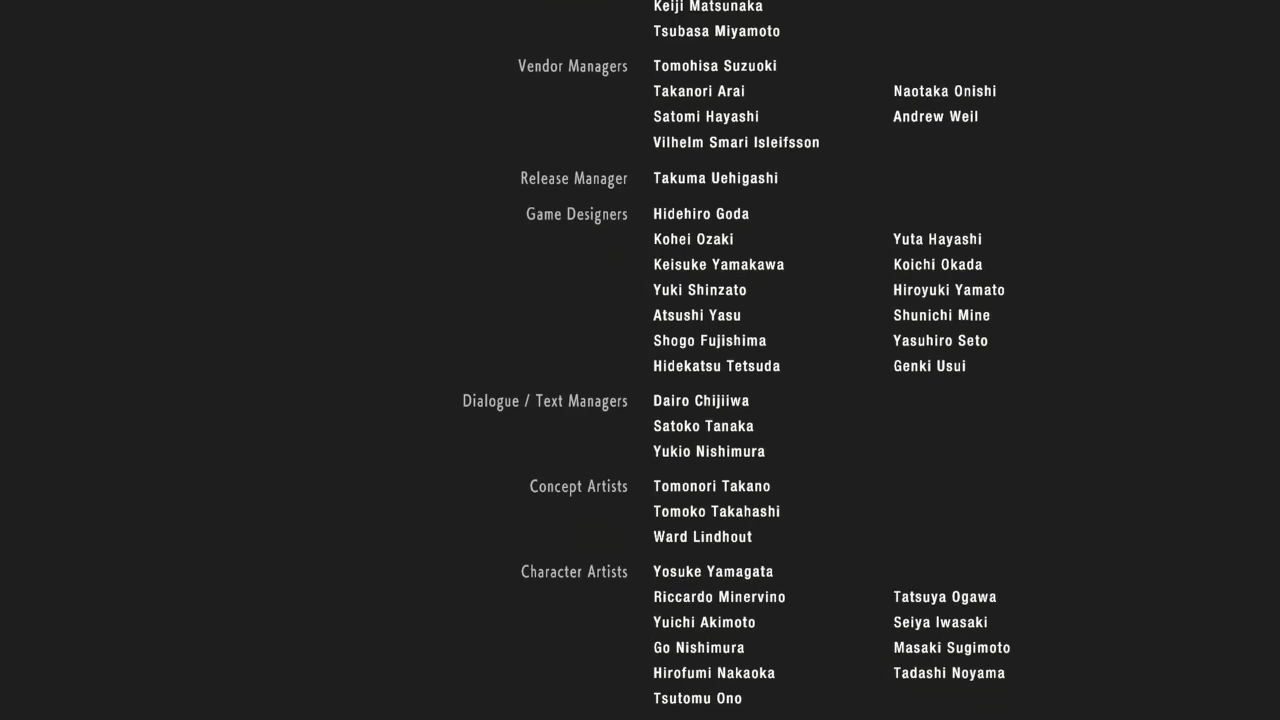 Keiji Matsunaka
Tsubasa Miyamoto
Vendor Managers Tomohisa Suzuoki
Takanori Arai Naotaka Onishi
Satomi Hayashi Andrew Weil
Vilhelm Smari Isleifsson
Release Manager Takuma Uehigashi
Game Designers Hidehiro Goda
Kohei Ozaki Yuta Hayashi
Keisuke Yamakawa Koichi Okada
Yuki Shinzato Hiroyuki Yamato
Atsushi Yasu Shunichi Mine
Shogo Fujishima Yasuhiro Seto
Hidekatsu Tetsuda Genki Usui
Dialogue / Text Managers Dairo Chijiiwa
Satoko Tanaka
Yukio Nishimura
Concept Artists Tomonori Takano
Tomoko Takahashi
Ward Lindhout
Character Artists Yosuke Yamagata
Riccardo Minervino Tatsuya Ogawa
Yuichi Akimoto Seiya Iwasaki
Go Nishimura Masaki Sugimoto
Hirofumi Nakaoka Tadashi Noyama
Tsutomu Ono